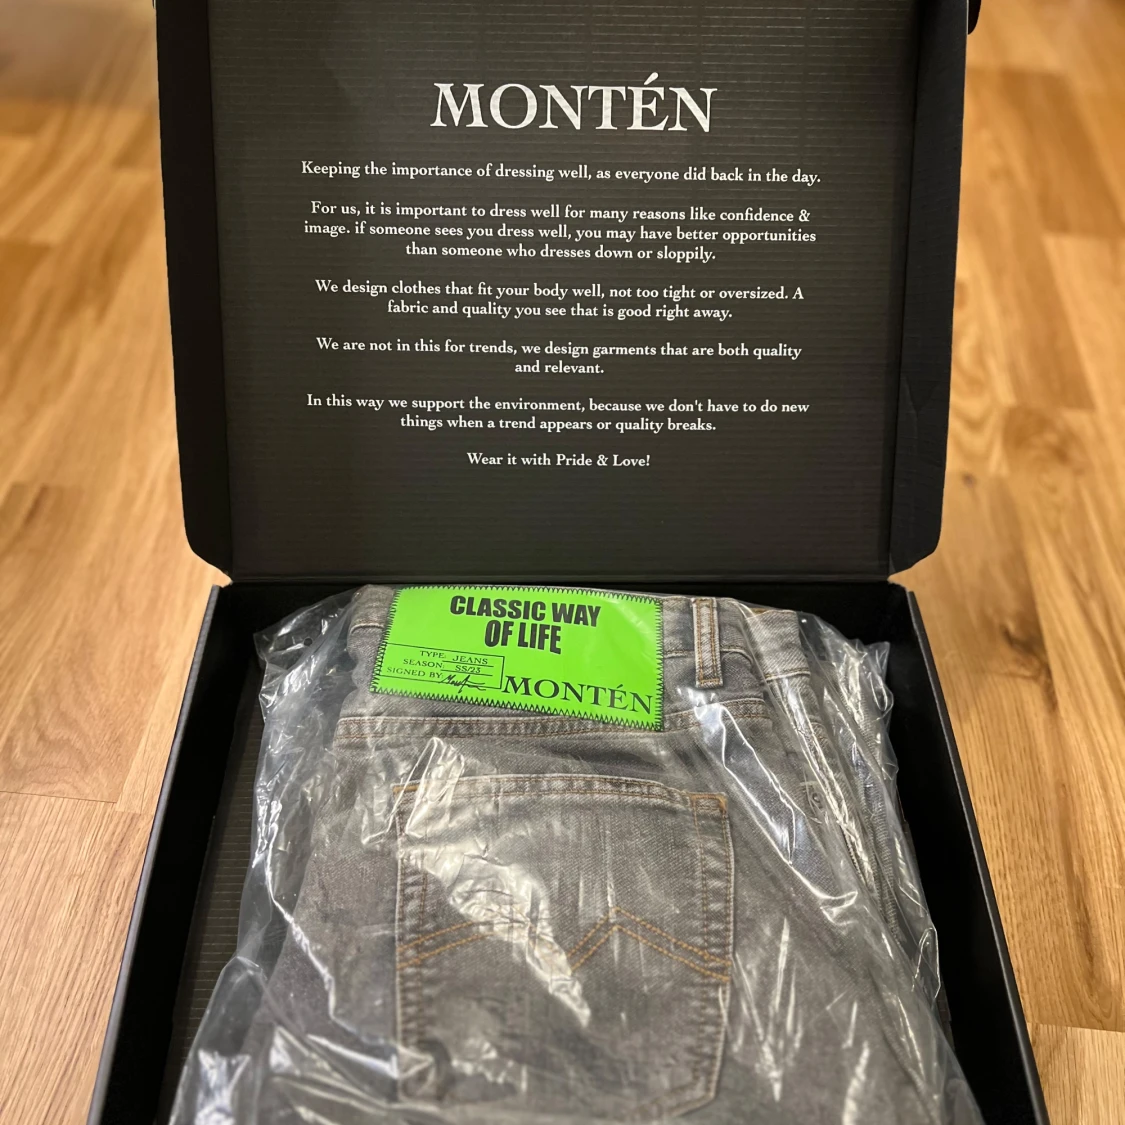 MONTÉN
Keeping the importance of dressing well, as everyone did back in the day.
For us, it is important to dress well for many reasons like confidence &
image. if someone sees you dress well, you may have better opportunities
than someone who dresses down or sloppily.
We design clothes that fit your body well, not too tight or oversized. A
fabric and quality you see that is good right away.
We are not in this for trends, we design garments that are both quality
and relevant.
In this way we support the environment, because we don't have to do new
things when a trend appears or quality breaks.
Wear it with Pride & Love!
CLASSIC WAY
OF LIFE
TYPE: JEANS
SEASON: SS/23
SIGNED BY
MONTÉN